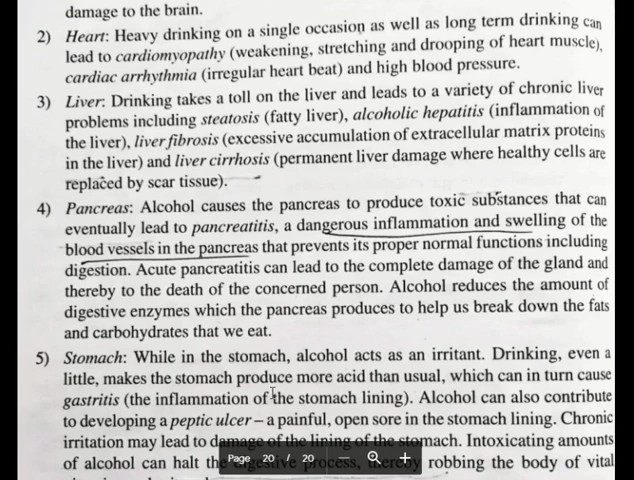 damage to the brain.
2) Heart: Heavy drinking on a single occasion as well as long term drinking can
lead to cardiomyopathy (weakening, stretching and drooping of heart muscle),
cardiac arrhythmia (irregular heart beat) and high blood pressure.
3) Liver: Drinking takes a toll on the liver and leads to a variety of chronic liver
problems including steatosis (fatty liver), alcoholic hepatitis (inflammation of
the liver), liver fibrosis (excessive accumulation of extracellular matrix proteins
in the liver) and liver cirrhosis (permanent liver damage where healthy cells are
replaced by scar tissue).
4) Pancreas: Alcohol causes the pancreas to produce toxic substances that can
eventually lead to pancreatitis, a dangerous inflammation and swelling of the
blood vessels in the pancreas that prevents its proper normal functions including
digestion. Acute pancreatitis can lead to the complete damage of the gland and
thereby to the death of the concerned person. Alcohol reduces the amount of
digestive enzymes which the pancreas produces to help us break down the fats
and carbohydrates that we eat.
5) Stomach: While in the stomach, alcohol acts as an irritant. Drinking, even a
little, makes the stomach produce more acid than usual, which can in turn cause
gastritis (the inflammation of the stomach lining). Alcohol can also contribute
to developing a peptic ulcer – a painful, open sore in the stomach lining. Chronic
irritation may lead to damage of the lining of the stomach. Intoxicating amounts
of alcohol can halt the digestive process, thereby robbing the body of vital
Page 20 / 20